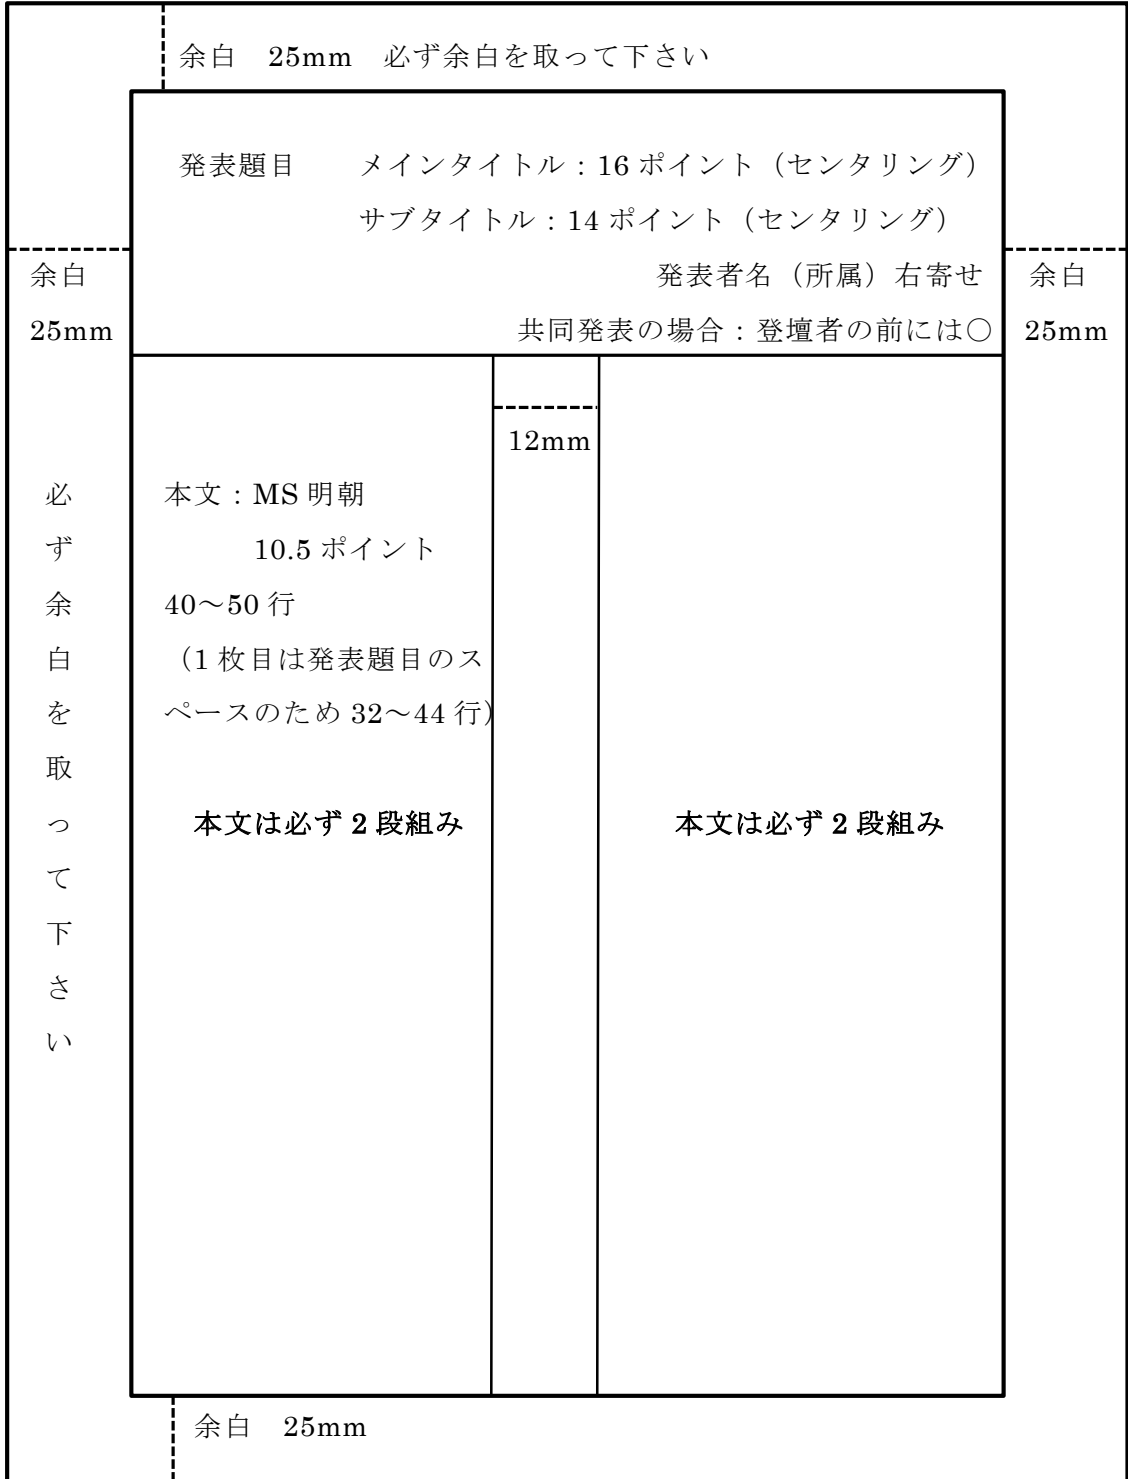 余白　25mm　必ず余白を取って下さい
発表題目　　メインタイトル：16 ポイント（センタリング）
サブタイトル：14 ポイント（センタリング）
発表者名（所属）右寄せ
共同発表の場合：登壇者の前には○
余白
25mm
余白
25mm
12mm
必ず余白を取って下さい
本文：MS 明朝
10.5 ポイント
40～50 行
（1 枚目は発表題目のス
ペースのため 32～44 行）
本文は必ず 2 段組み
本文は必ず 2 段組み
余白　25mm